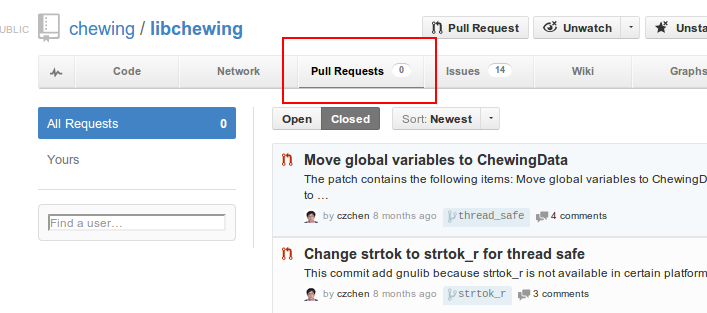 PUBLIC
chewing / libchewing
Pull Request
Unwatch
Unsta
Code
Network
Pull Requests 0
Issues 14
Wiki
Graphs
All Requests 0
Yours
Find a user…
Open
Closed
Sort: Newest
Move global variables to ChewingData
The patch contains the following items: Move global variables to ChewingD
to …
by czchen 8 months ago thread_safe 4 comments
Change strtok to strtok_r for thread safe
This commit add gnulib because strtok_r is not available in certain platform
by czchen 8 months ago strtok_r 3 comments